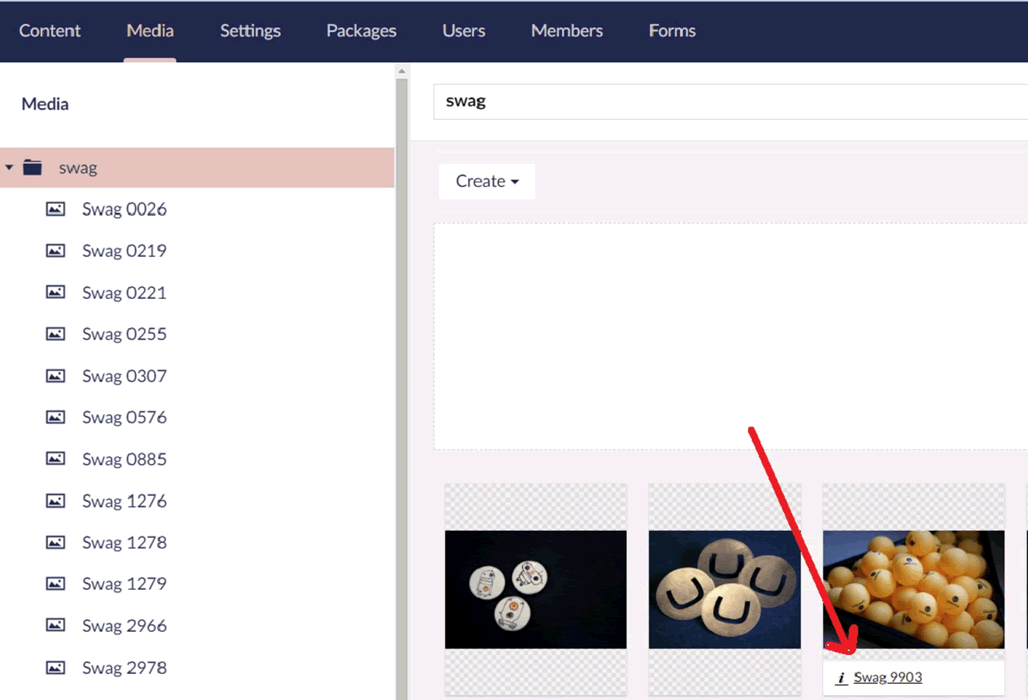 Content Media Settings Packages Users Members Forms
Media
swag
Swag 0026
Swag 0219
Swag 0221
Swag 0255
Swag 0307
Swag 0576
Swag 0885
Swag 1276
Swag 1278
Swag 1279
Swag 2966
Swag 2978
swag
Create
i Swag 9903